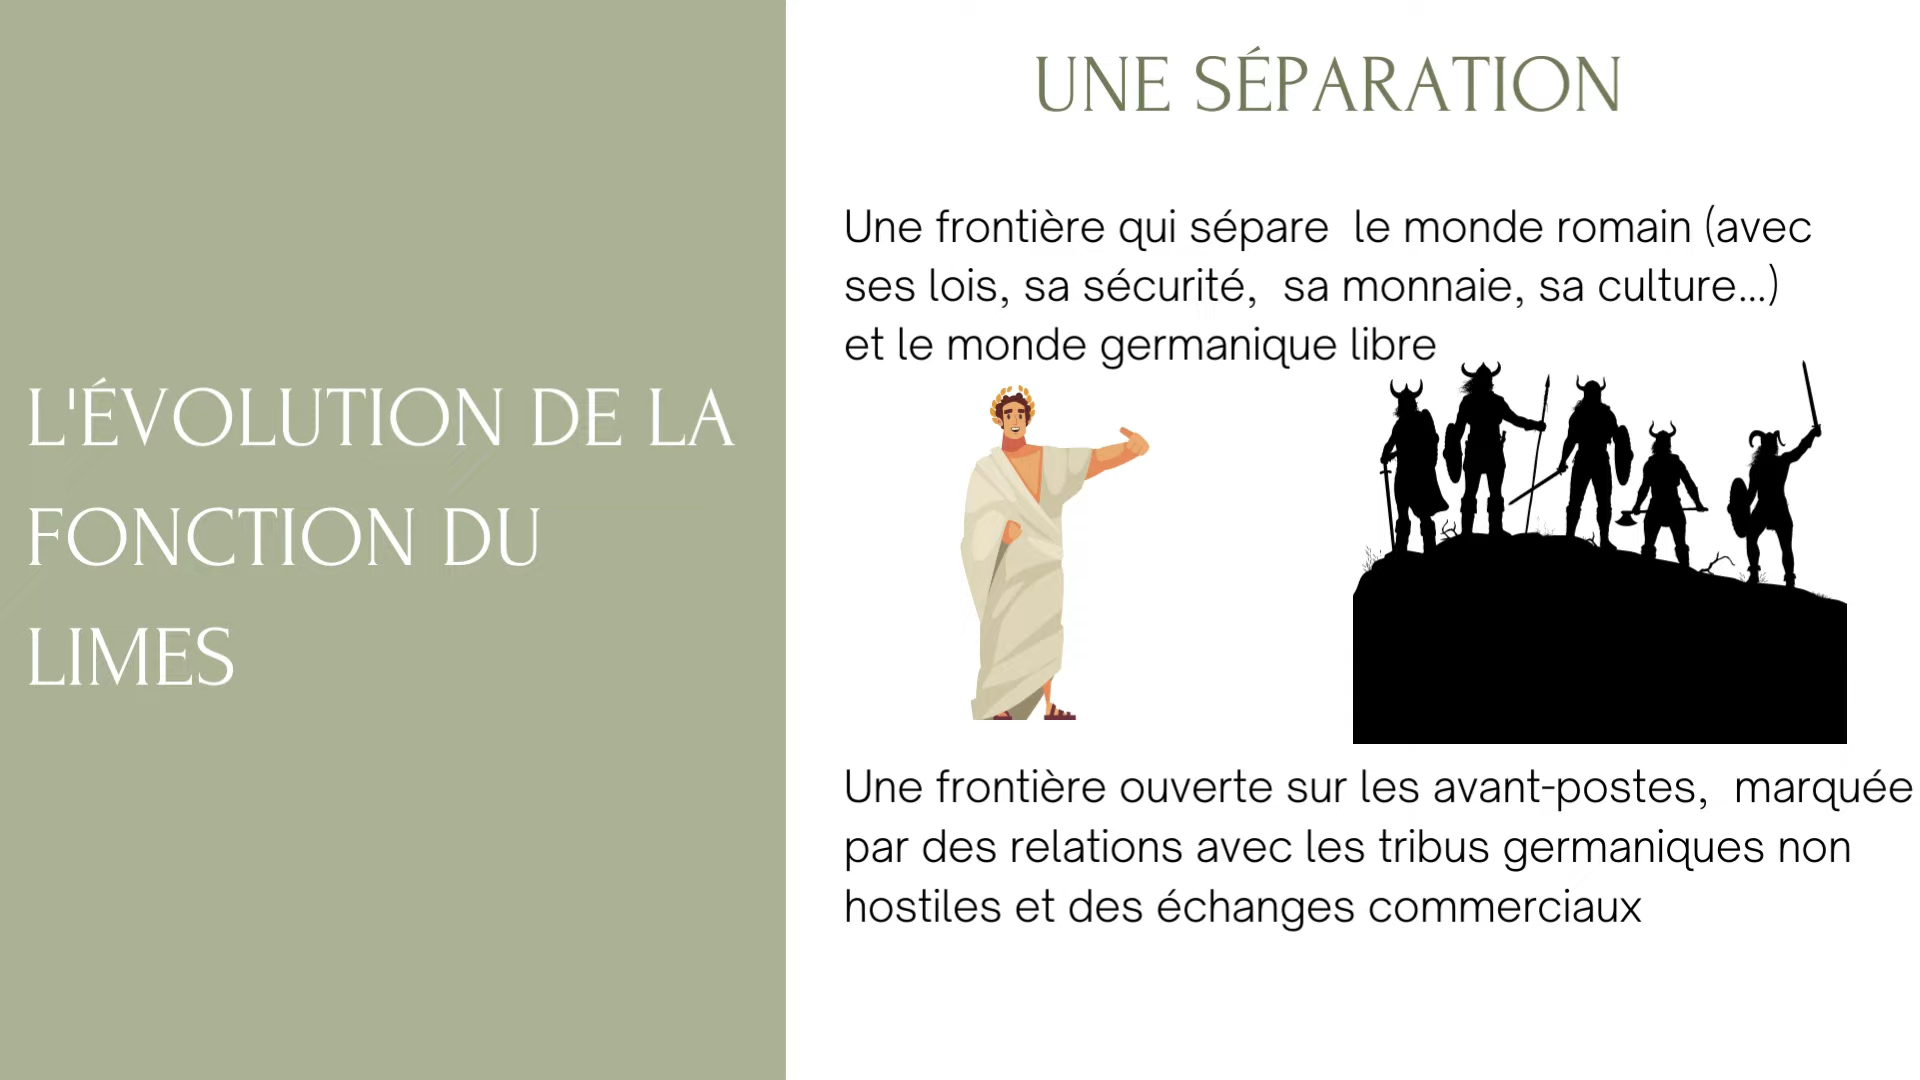 L'ÉVOLUTION DE LA
FONCTION DU
LIMES
UNE SÉPARATION
Une frontière qui sépare  le monde romain (avec
ses lois, sa sécurité,  sa monnaie, sa culture...)
et le monde germanique libre
Une frontière ouverte sur les avant-postes,  marquée
par des relations avec les tribus germaniques non
hostiles et des échanges commerciaux